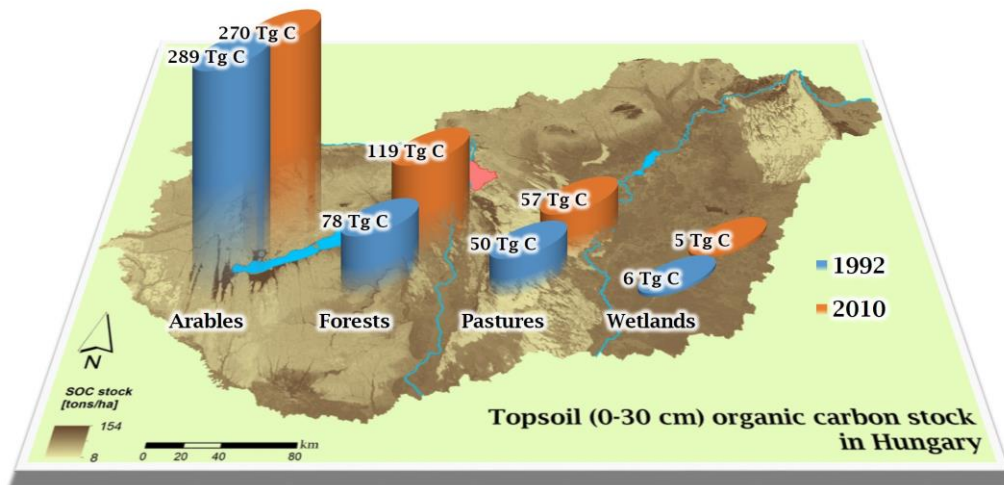 270 Tg C
289 Tg C
119 Tg C
78 Tg C
57 Tg C
50 Tg C
5 Tg C
6 Tg C
1992
2010
Arables
Forests
Pastures
Wetlands
N
SOC stock
[tons/ha]
154
8
0 20 40 80
km
Topsoil (0-30 cm) organic carbon stock
in Hungary